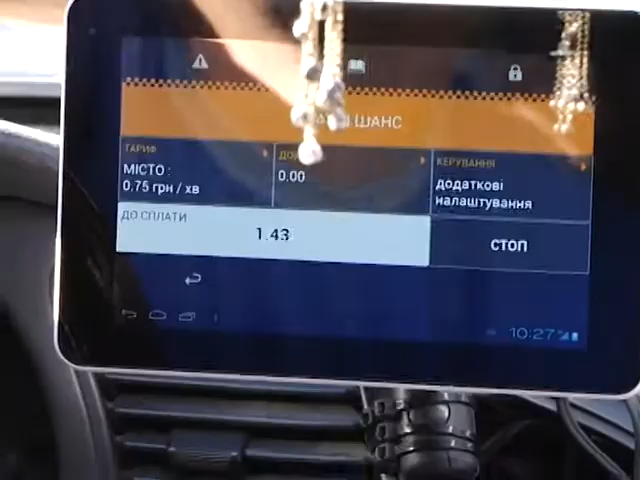 ШАНС
ТАРИФ
МІСТО :
0.75 грн / хв
0.00
КЕРУВАННЯ
додаткові
налаштування
ДО СПЛАТИ
1.43
СТОП
10:27